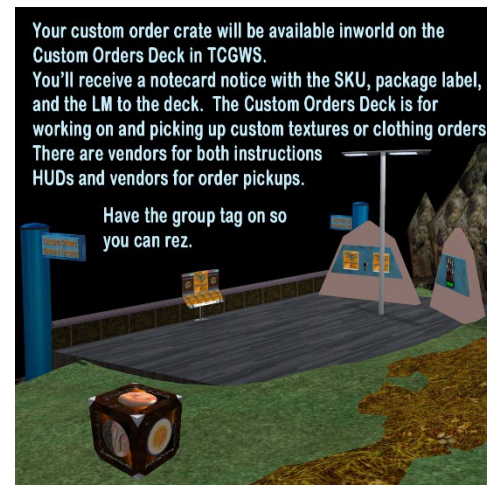 Your custom order crate will be available inworld on the
Custom Orders Deck in TCGWS.
You'll receive a notecard notice with the SKU, package label,
and the LM to the deck.  The Custom Orders Deck is for
working on and picking up custom textures or clothing orders
There are vendors for both instructions
HUDs and vendors for order pickups.
Have the group tag on so
you can rez.